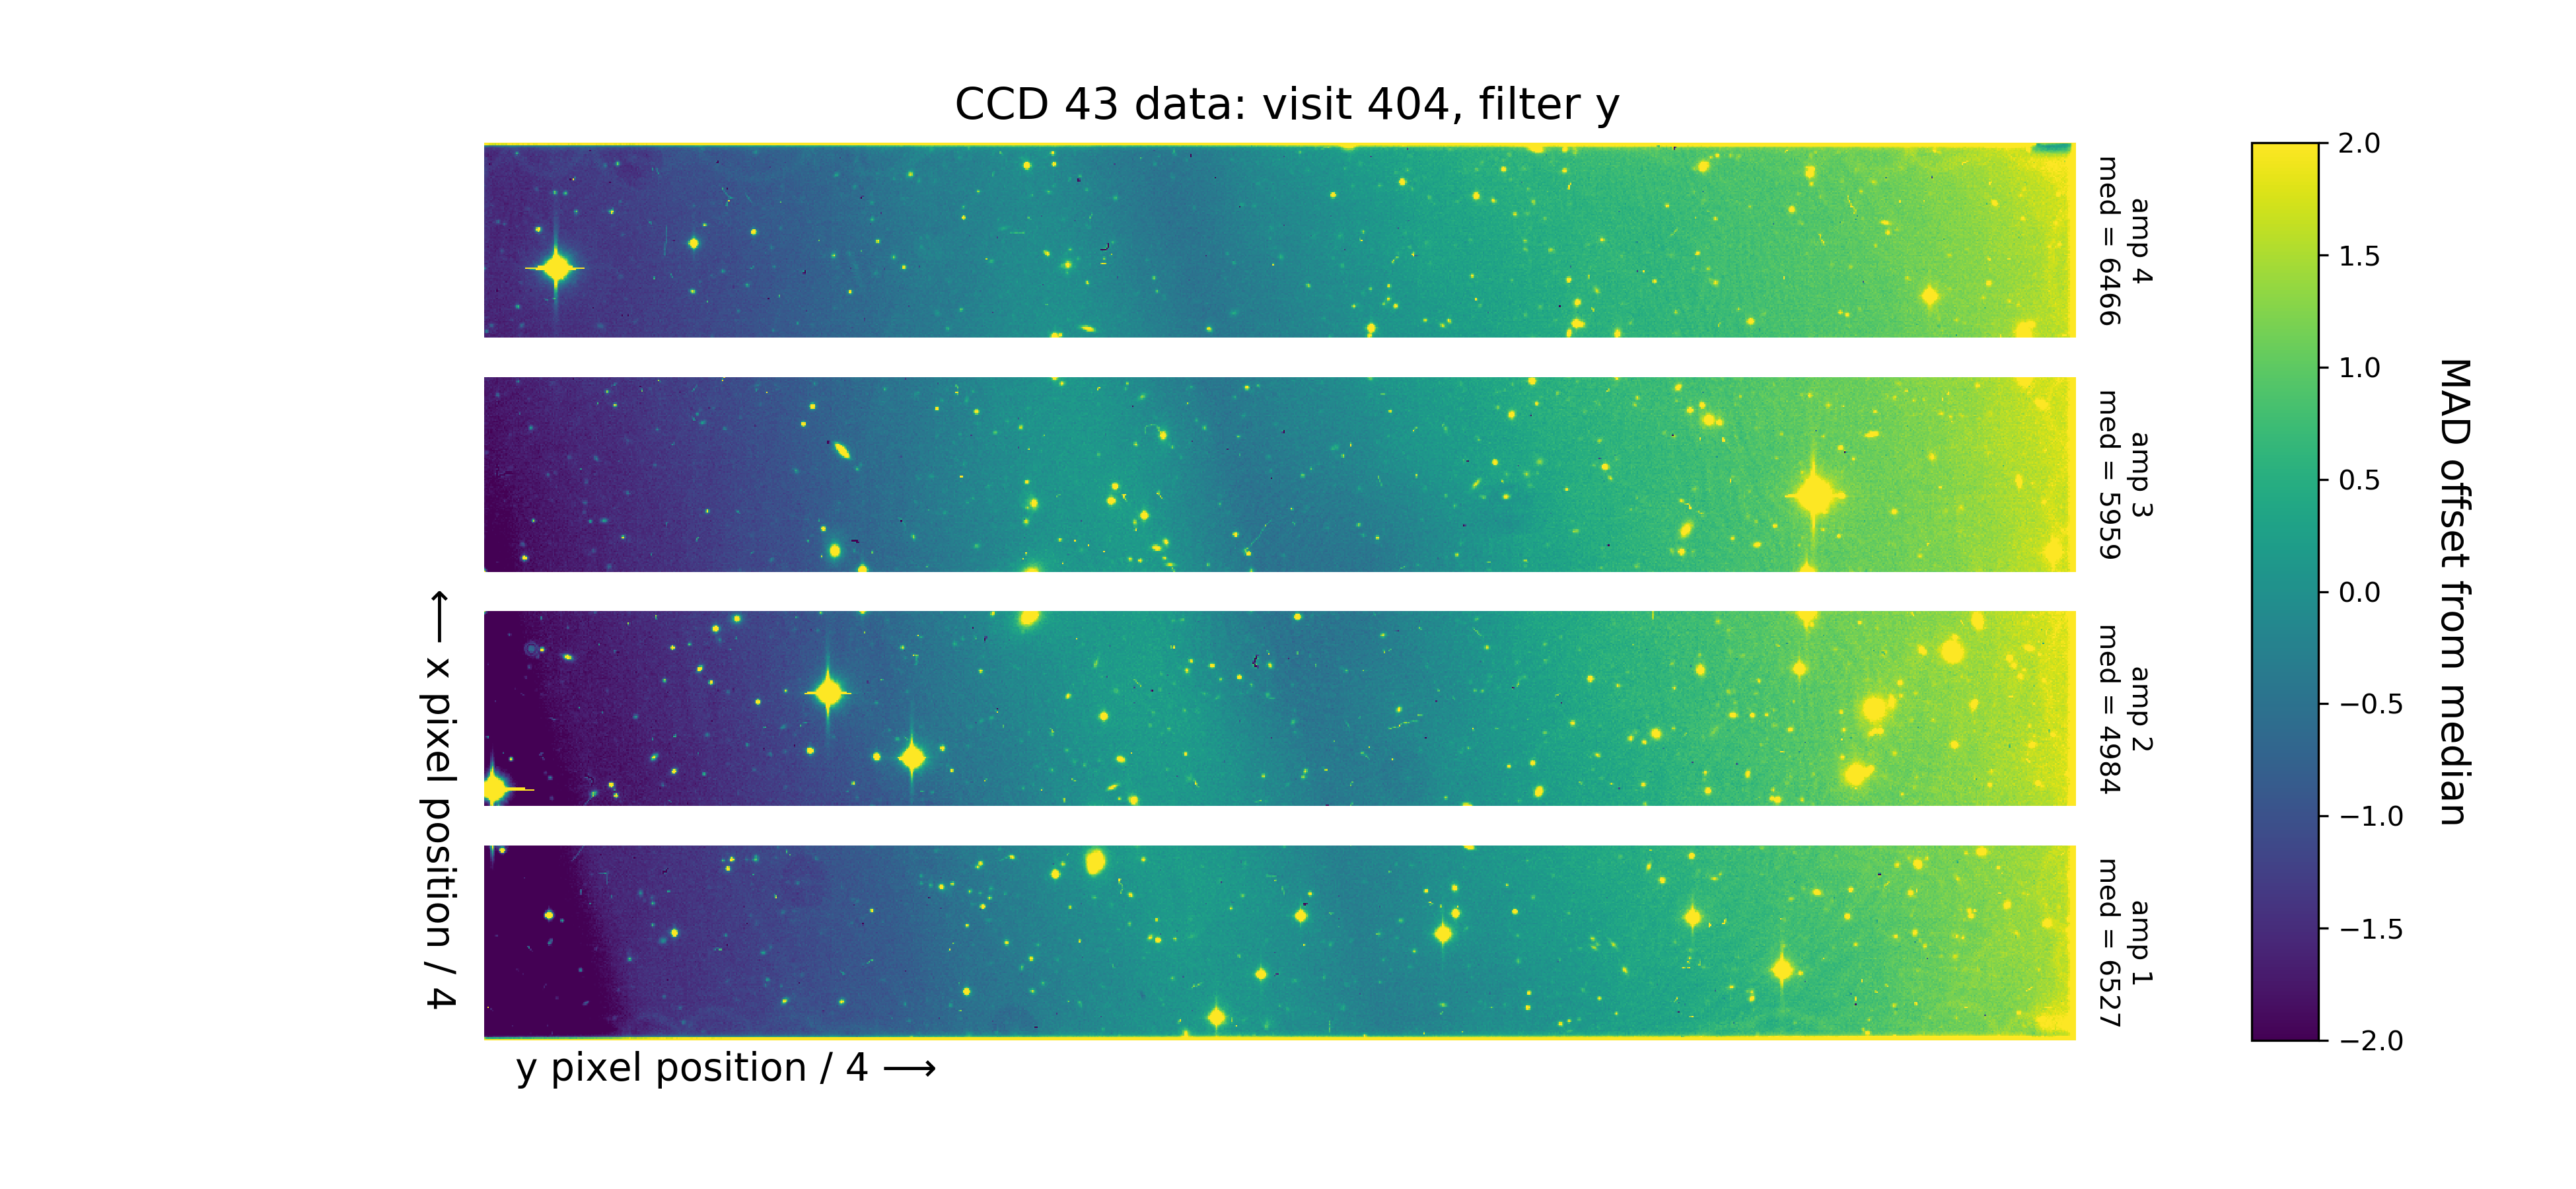 CCD 43 data: visit 404, filter y
amp 4
med = 6466
amp 3
med = 5959
amp 2
med = 4984
amp 1
med = 6527
⟵ x pixel position / 4
y pixel position / 4 ⟶
2.0
1.5
1.0
0.5
0.0
−0.5
−1.0
−1.5
−2.0
MAD offset from median